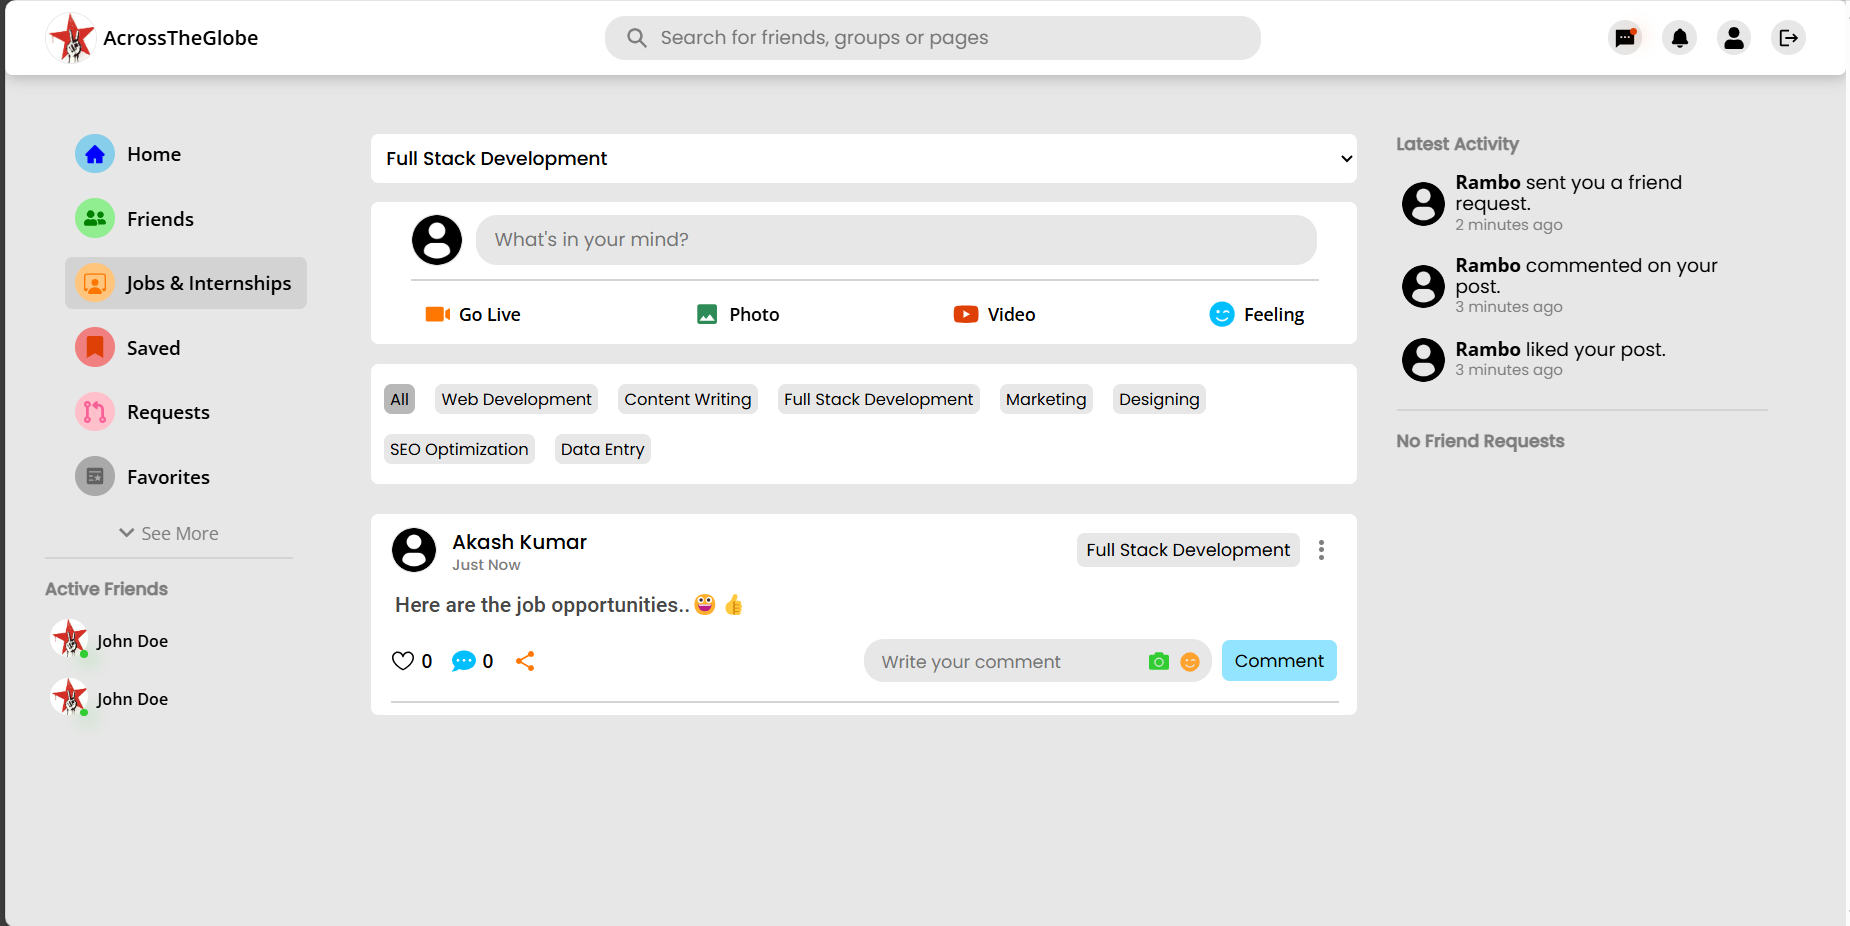 AcrossTheGlobe
Search for friends, groups or pages
Home
Friends
Jobs & Internships
Saved
Requests
Favorites
See More
Active Friends
John Doe
John Doe
Full Stack Development
What's in your mind?
Go Live
Photo
Video
Feeling
All
Web Development
Content Writing
Full Stack Development
Marketing
Designing
SEO Optimization
Data Entry
Akash Kumar
Just Now
Full Stack Development
Here are the job opportunities..😀👍
0
0
Write your comment
Comment
Latest Activity
Rambo sent you a friend
request.
2 minutes ago
Rambo commented on your
post.
3 minutes ago
Rambo liked your post.
3 minutes ago
No Friend Requests